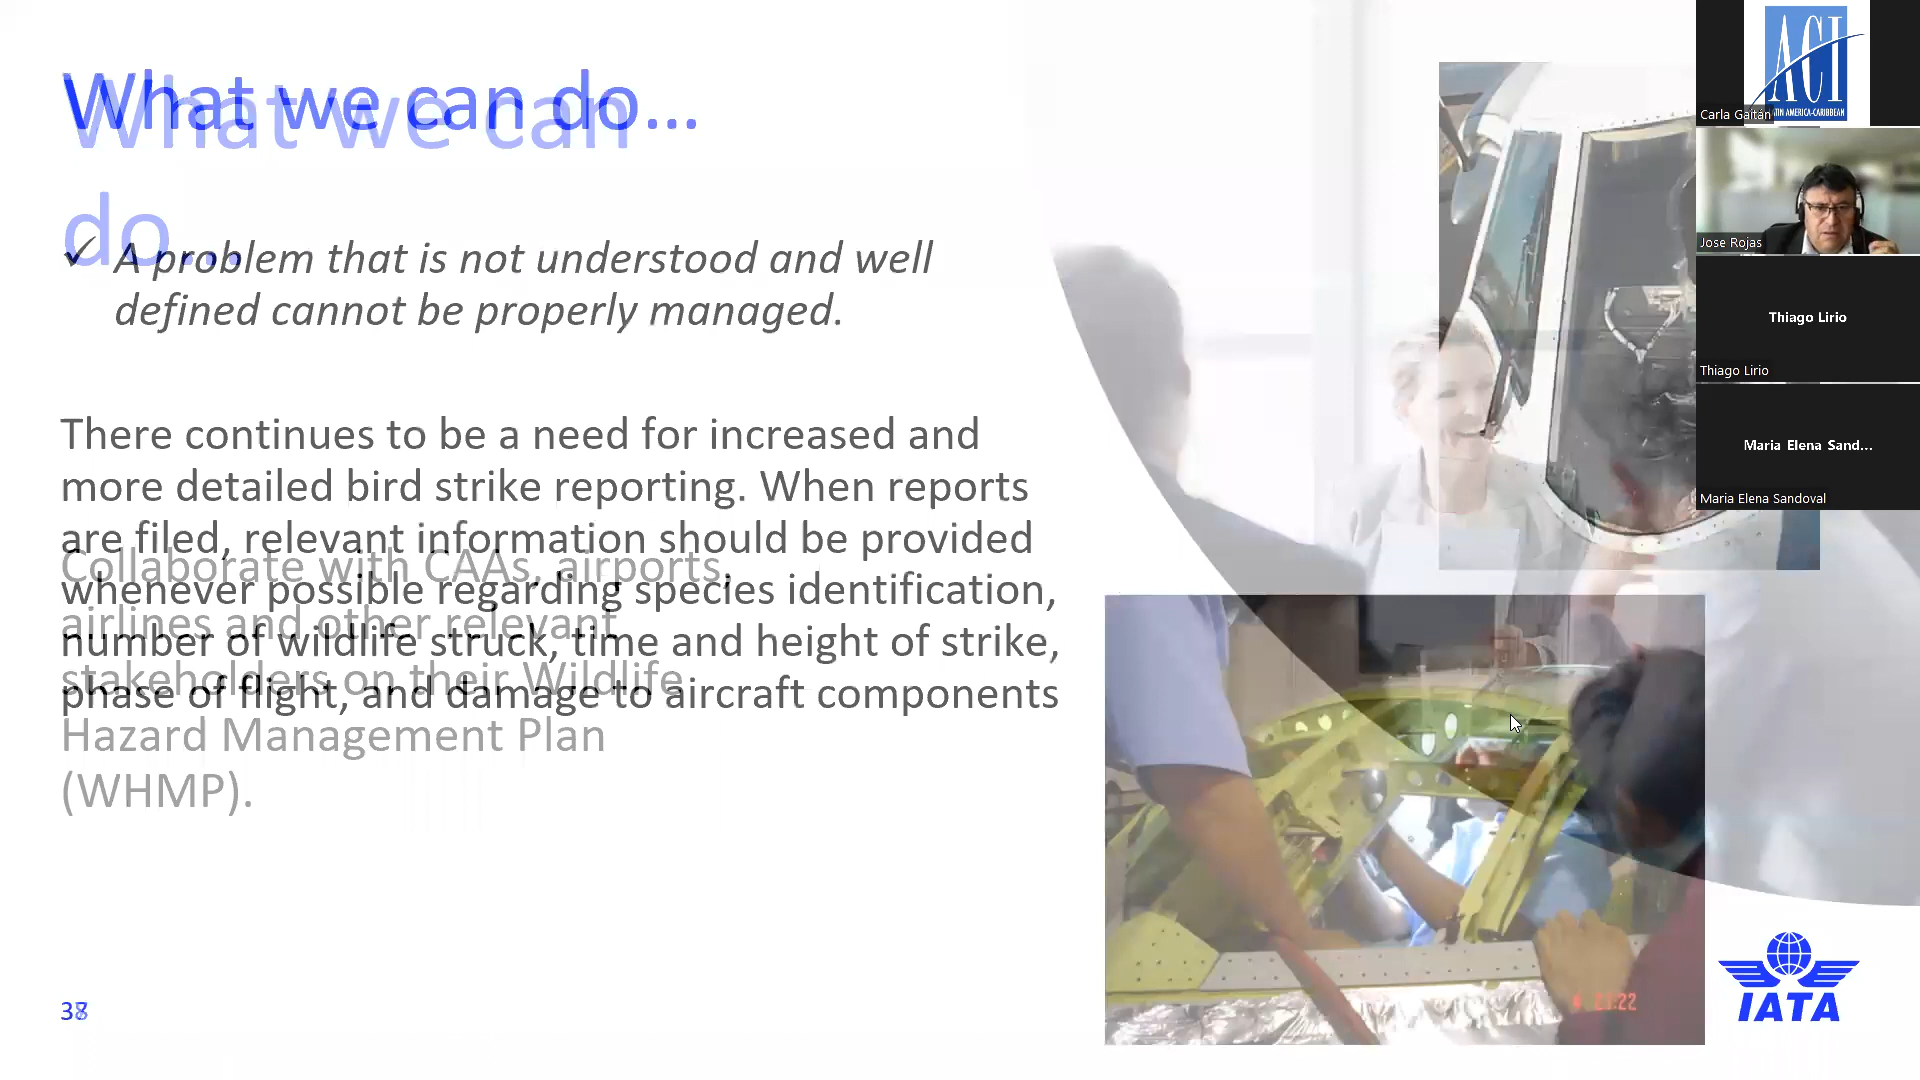 What we can do...
What we can
do...
✓ A problem that is not understood and well
defined cannot be properly managed.
There continues to be a need for increased and
more detailed bird strike reporting. When reports
are filed, relevant information should be provided
whenever possible regarding species identification,
number of wildlife struck, time and height of strike,
phase of flight, and damage to aircraft components
Collaborate with CAAs, airports,
airlines and other relevant
stakeholders on their Wildlife
Hazard Management Plan
(WHMP).
ACI
LATIN AMERICA-CARIBBEAN
Carla Gaitán
Jose Rojas
Thiago Lirio
Thiago Lirio
Maria Elena Sand...
Maria Elena Sandoval
IATA